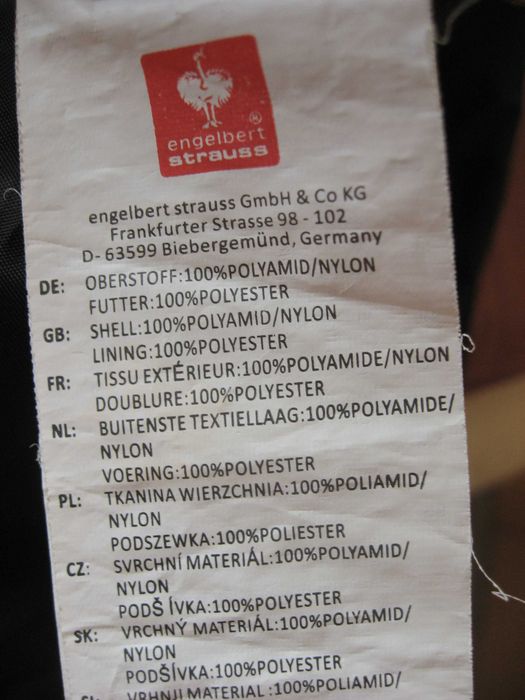 engelbert
strauss ®
engelbert strauss GmbH & Co KG
Frankfurter Strasse 98 - 102
D- 63599 Biebergemünd, Germany
DE: OBERSTOFF:100%POLYAMID/NYLON
FUTTER:100%POLYESTER
GB: SHELL:100%POLYAMID/NYLON
LINING:100%POLYESTER
FR: TISSU EXTÉRIEUR:100%POLYAMIDE/NYLON
DOUBLURE:100%POLYESTER
NL: BUITENSTE TEXTIELLAAG:100%POLYAMIDE/
NYLON
VOERING:100%POLYESTER
PL: TKANINA WIERZCHNIA:100%POLIAMID/
NYLON
PODSZEWKA:100%POLIESTER
CZ: SVRCHNÍ MATERIÁL:100%POLYAMID/
NYLON
PODŠ ÍVKA:100%POLYESTER
SK: VRCHNÝ MATERIÁL:100%POLYAMID/
NYLON
PODŠÍVKA:100%POLYESTER
VRHNJI MATERIAL :100%POLIAMID/